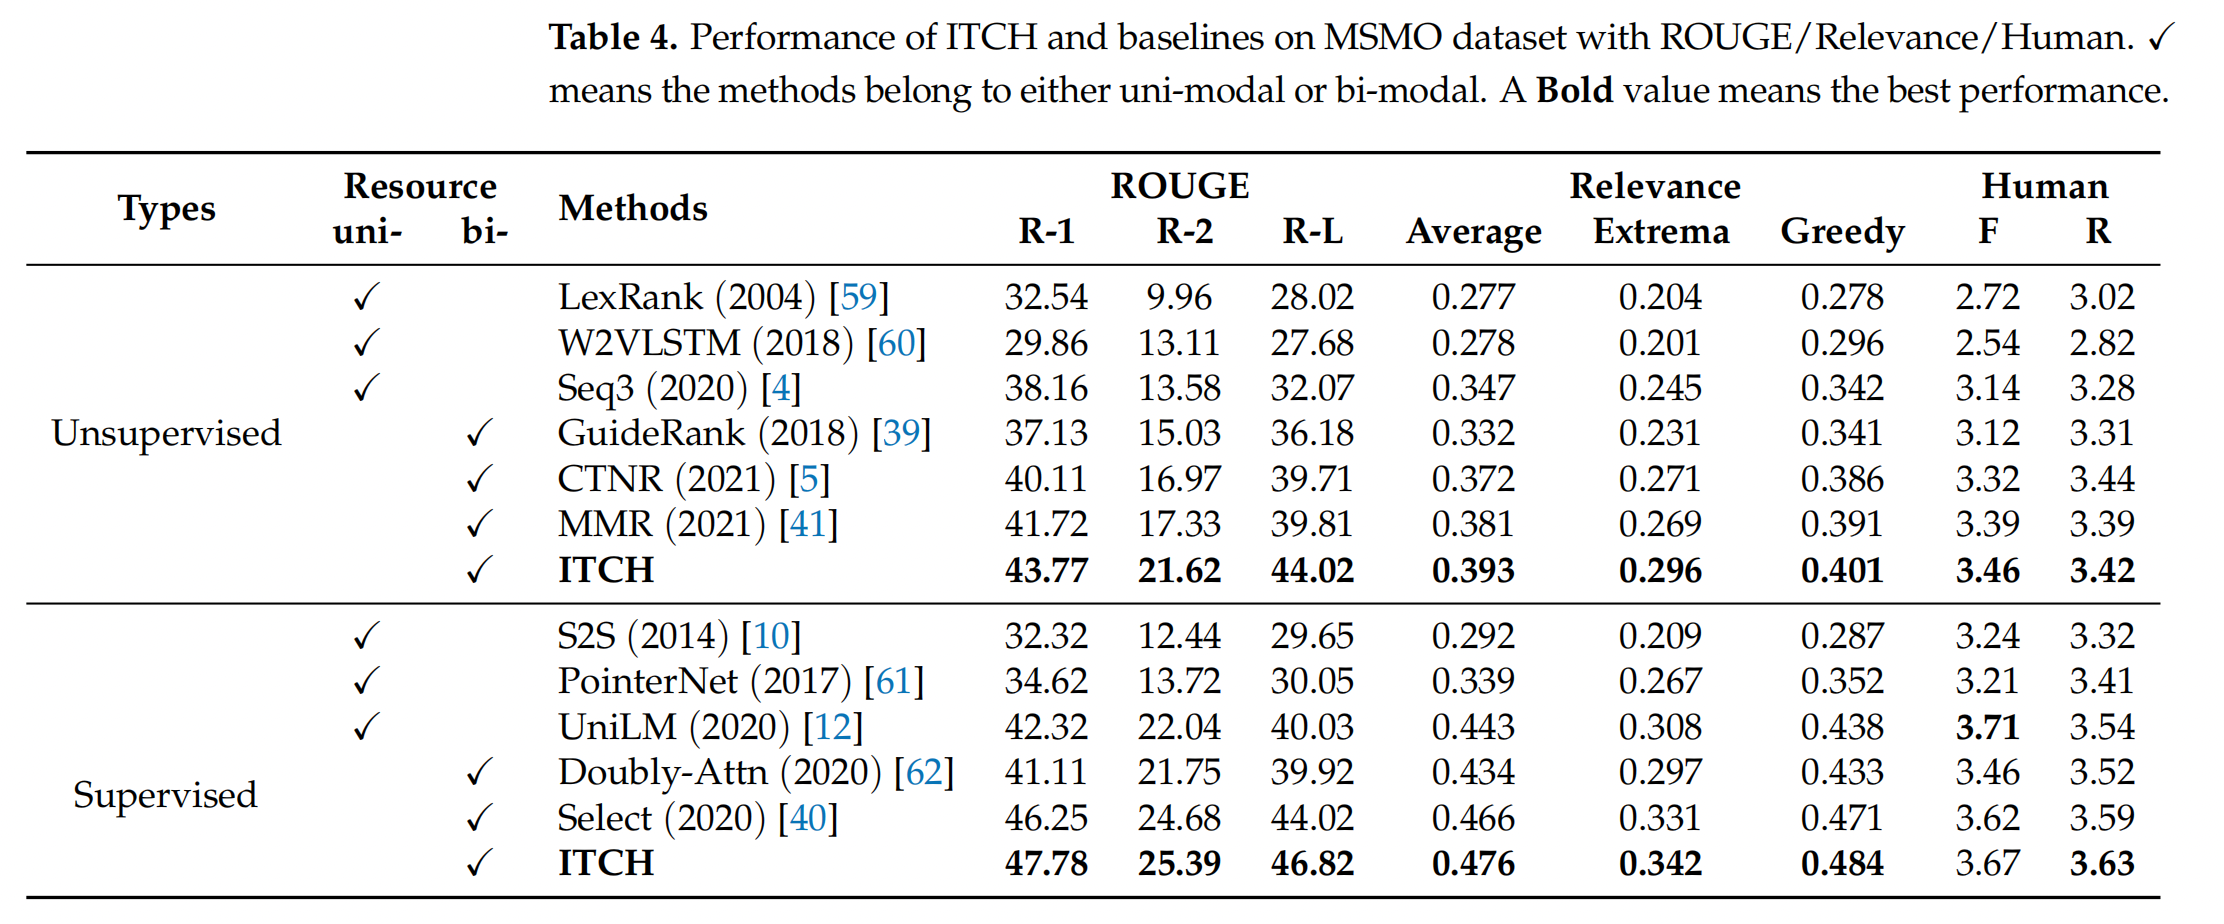 Table 4. Performance of ITCH and baselines on MSMO dataset with ROUGE/Relevance/Human. ✓
means the methods belong to either uni-modal or bi-modal. A Bold value means the best performance.
Types Resource Methods ROUGE Relevance Human
uni- bi- R-1 R-2 R-L Average Extrema Greedy F R
✓ LexRank (2004) [59] 32.54 9.96 28.02 0.277 0.204 0.278 2.72 3.02
✓ W2VLSTM (2018) [60] 29.86 13.11 27.68 0.278 0.201 0.296 2.54 2.82
✓ Seq3 (2020) [4] 38.16 13.58 32.07 0.347 0.245 0.342 3.14 3.28
Unsupervised ✓ GuideRank (2018) [39] 37.13 15.03 36.18 0.332 0.231 0.341 3.12 3.31
✓ CTNR (2021) [5] 40.11 16.97 39.71 0.372 0.271 0.386 3.32 3.44
✓ MMR (2021) [41] 41.72 17.33 39.81 0.381 0.269 0.391 3.39 3.39
✓ ITCH 43.77 21.62 44.02 0.393 0.296 0.401 3.46 3.42
✓ S2S (2014) [10] 32.32 12.44 29.65 0.292 0.209 0.287 3.24 3.32
✓ PointerNet (2017) [61] 34.62 13.72 30.05 0.339 0.267 0.352 3.21 3.41
✓ UniLM (2020) [12] 42.32 22.04 40.03 0.443 0.308 0.438 3.71 3.54
Supervised ✓ Doubly-Attn (2020) [62] 41.11 21.75 39.92 0.434 0.297 0.433 3.46 3.52
✓ Select (2020) [40] 46.25 24.68 44.02 0.466 0.331 0.471 3.62 3.59
✓ ITCH 47.78 25.39 46.82 0.476 0.342 0.484 3.67 3.63